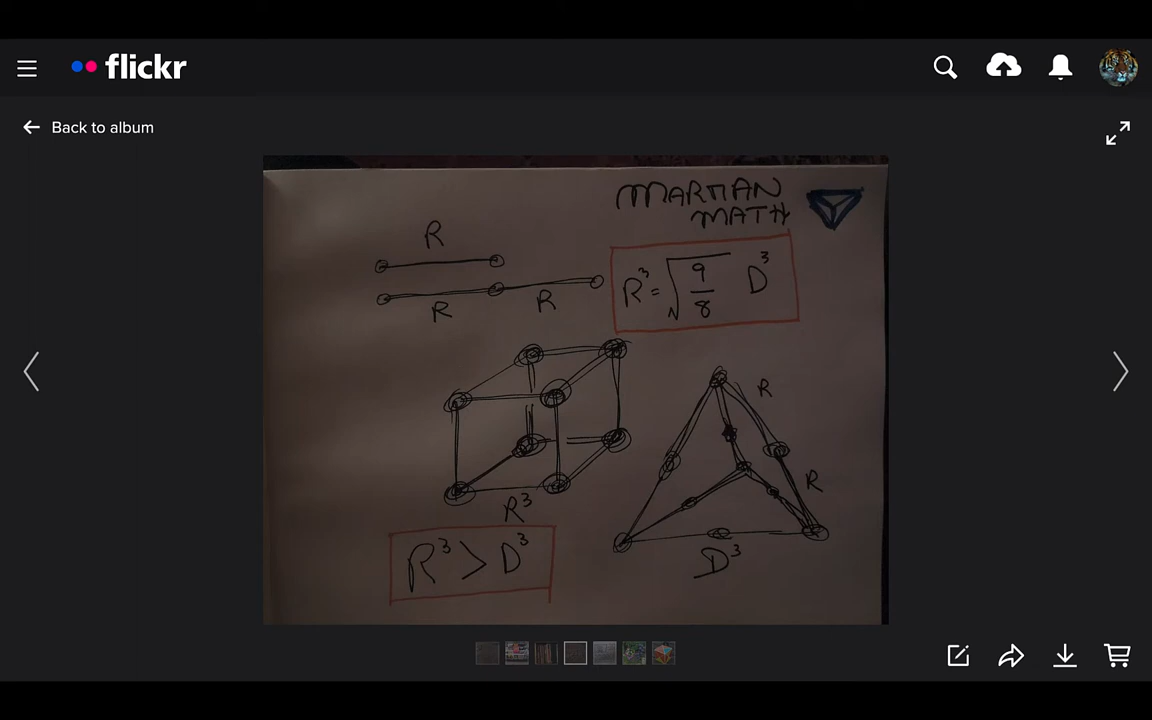 flickr
Back to album
MARTIAN
MATH
R
R R
R³ = √9/8 D³
R
R
R³
D³
R³ > D³